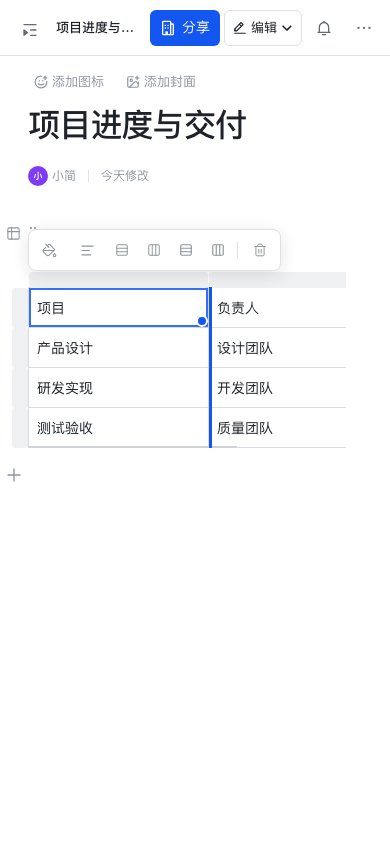 项目进度与... 分享 编辑
添加图标 添加封面
项目进度与交付
小 小简 今天修改
项目 负责人
产品设计 设计团队
研发实现 开发团队
测试验收 质量团队